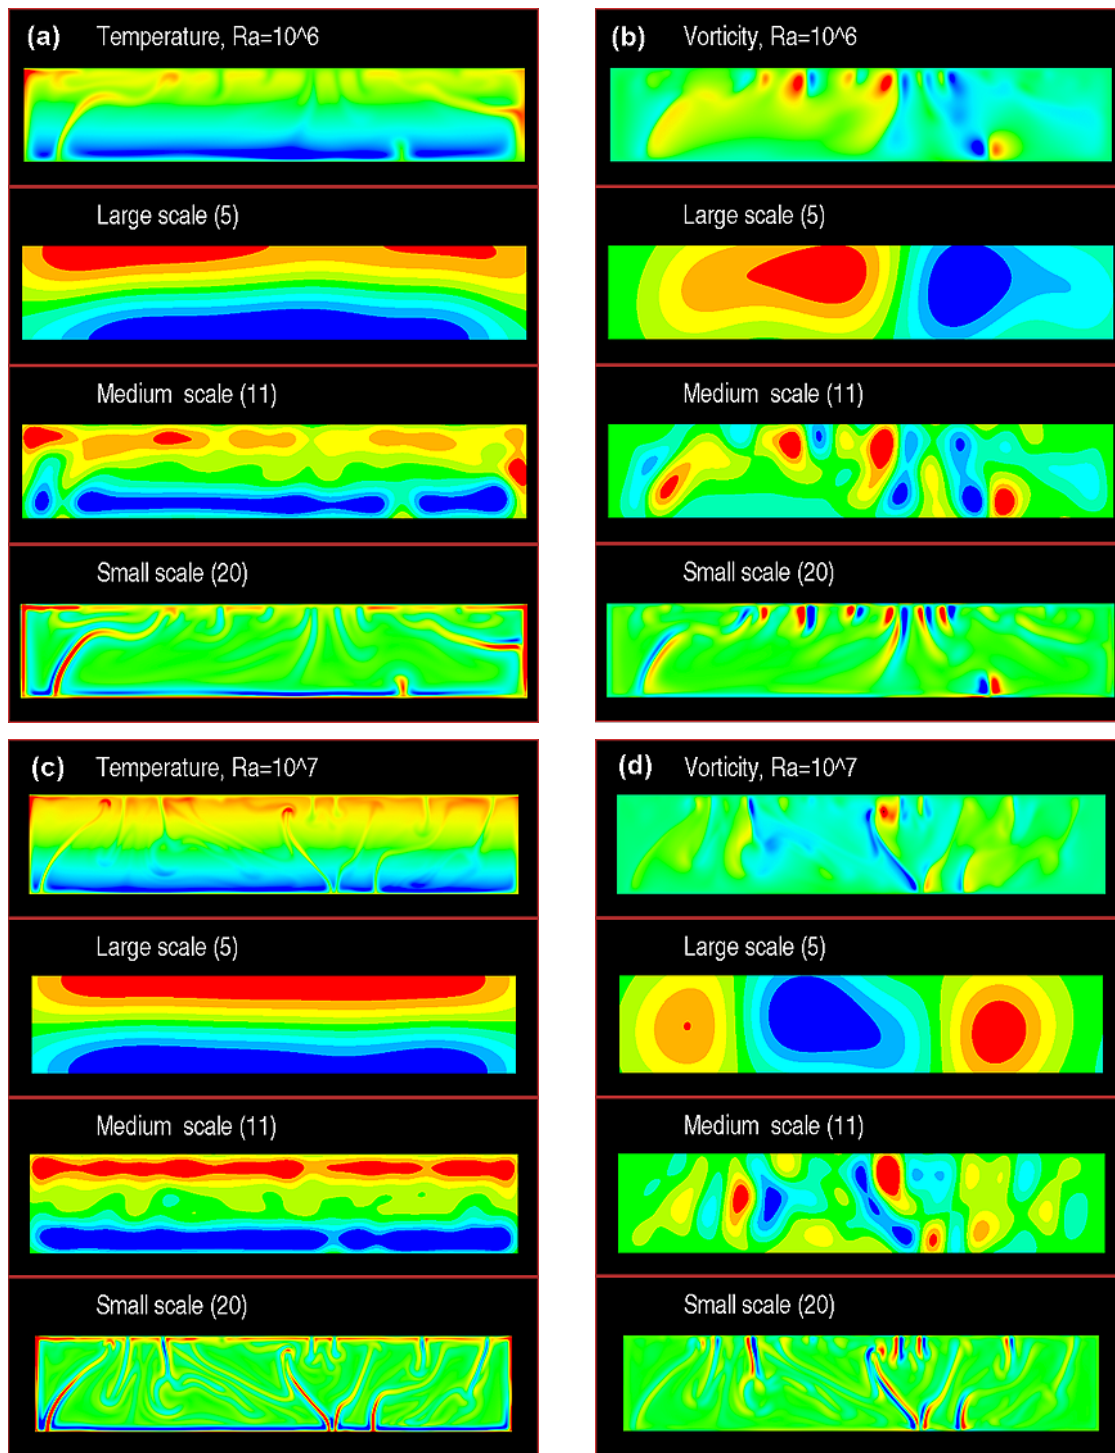 (a) Temperature, Ra=10^6
Large scale (5)
Medium scale (11)
Small scale (20)
(b) Vorticity, Ra=10^6
Large scale (5)
Medium scale (11)
Small scale (20)
(c) Temperature, Ra=10^7
Large scale (5)
Medium scale (11)
Small scale (20)
(d) Vorticity, Ra=10^7
Large scale (5)
Medium scale (11)
Small scale (20)